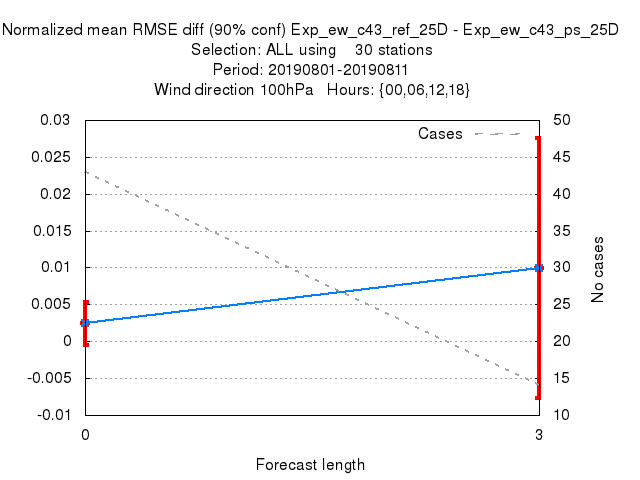 Normalized mean RMSE diff (90% conf) Exp_ew_c43_ref_25D - Exp_ew_c43_ps_25D
Selection: ALL using    30 stations
Period: 20190801-20190811
Wind direction 100hPa   Hours: {00,06,12,18}
Cases
0.03
0.025
0.02
0.015
0.01
0.005
0
-0.005
-0.01
50
45
40
35
30
25
20
15
10
No cases
0
3
Forecast length